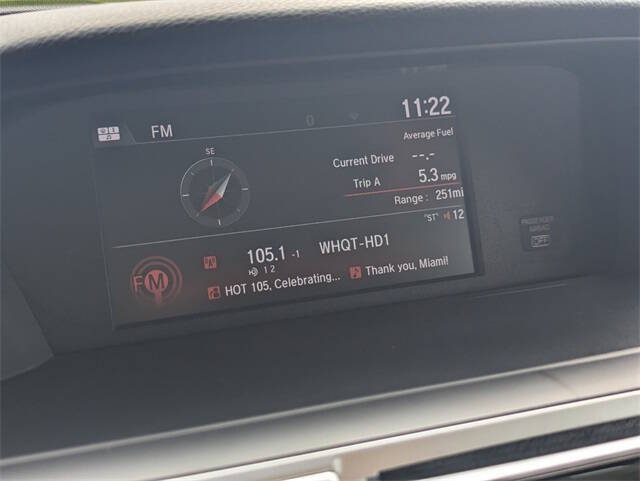 FM 11:22
SE
Average Fuel
Current Drive --.-
Trip A 5.3 mpg
Range : 251mi
"ST" 12
105.1 -1 WHQT-HD1
1 2
FM
HOT 105, Celebrating... Thank you, Miami!
PASSENGER
AIRBAG
OFF